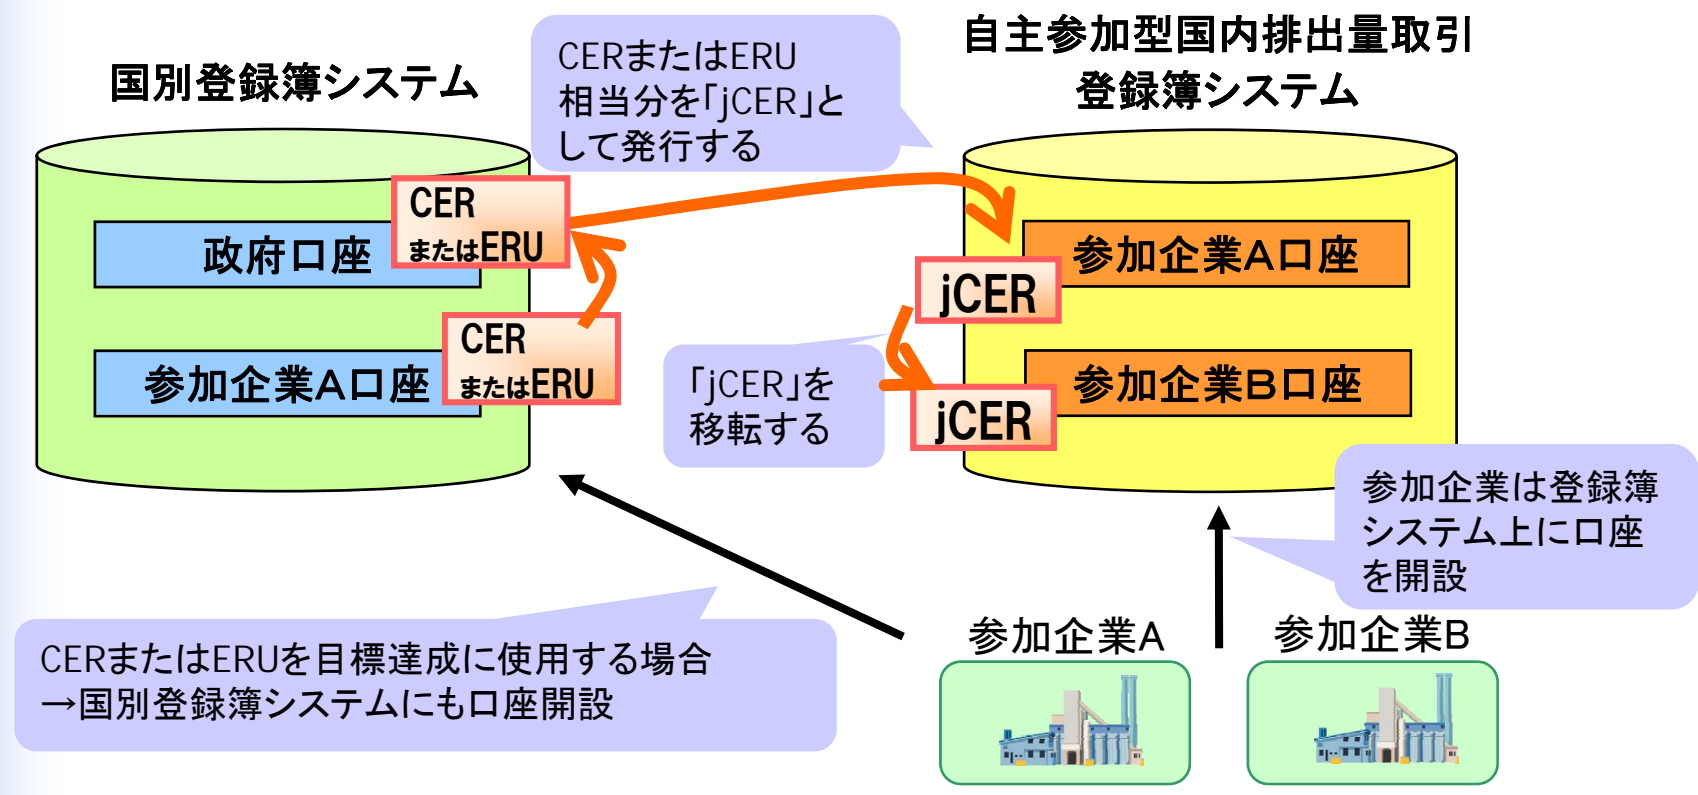 国別登録簿システム
CERまたはERU
相当分を「jCER」と
して発行する
自主参加型国内排出量取引
登録簿システム
政府口座
CER
またはERU
参加企業A口座
CER
またはERU
参加企業A口座
jCER
「jCER」を
移転する
参加企業B口座
jCER
参加企業は登録簿
システム上に口座
を開設
CERまたはERUを目標達成に使用する場合
→国別登録簿システムにも口座開設
参加企業A
参加企業B